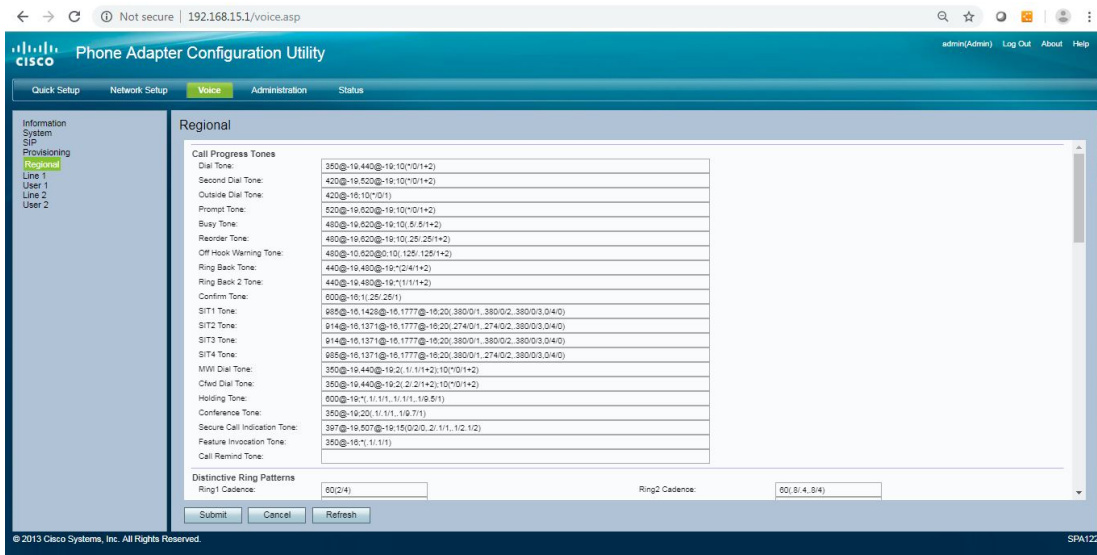 Not secure | 192.168.15.1/voice.asp
cisco Phone Adapter Configuration Utility
admin(Admin) Log Out About Help
Quick Setup Network Setup Voice Administration Status
Information
System
SIP
Provisioning
Regional
Line 1
User 1
Line 2
User 2
Regional
Call Progress Tones
Dial Tone: 350@-19,440@-19;10(*/0/1+2)
Second Dial Tone: 420@-19,520@-19;10(*/0/1+2)
Outside Dial Tone: 420@-16;10(*/0/1)
Prompt Tone: 520@-19,620@-19;10(*/0/1+2)
Busy Tone: 480@-19,620@-19;10(.5/.5/1+2)
Reorder Tone: 480@-19,620@-19;10(.25/.25/1+2)
Off Hook Warning Tone: 480@-10,620@0;10(.125/.125/1+2)
Ring Back Tone: 440@-19,480@-19;*(2/4/1+2)
Ring Back 2 Tone: 440@-19,480@-19;*(1/1/1+2)
Confirm Tone: 600@-16;1(.25/.25/1)
SIT1 Tone: 985@-16,1428@-16,1777@-16;20(.380/0/1,.380/0/2,.380/0/3,0/4/0)
SIT2 Tone: 914@-16,1371@-16,1777@-16;20(.274/0/1,.274/0/2,.380/0/3,0/4/0)
SIT3 Tone: 914@-16,1371@-16,1777@-16;20(.380/0/1,.380/0/2,.380/0/3,0/4/0)
SIT4 Tone: 985@-16,1371@-16,1777@-16;20(.380/0/1,.274/0/2,.380/0/3,0/4/0)
MWI Dial Tone: 350@-19,440@-19;2(.1/.1/1+2);10(*/0/1+2)
Cfwd Dial Tone: 350@-19,440@-19;2(.2/.2/1+2);10(*/0/1+2)
Holding Tone: 600@-19;*(.1/.1/1,.1/.1/1,.1/9.5/1)
Conference Tone: 350@-19;20(.1/.1/1,.1/9.7/1)
Secure Call Indication Tone: 397@-19,507@-19;15(0/2/0,.2/.1/1,.1/2.1/2)
Feature Invocation Tone: 350@-16;*(.1/.1/1)
Call Remind Tone:
Distinctive Ring Patterns
Ring1 Cadence: 60(2/4) Ring2 Cadence: 60(.8/.4,.8/4)
Submit Cancel Refresh
© 2013 Cisco Systems, Inc. All Rights Reserved. SPA122